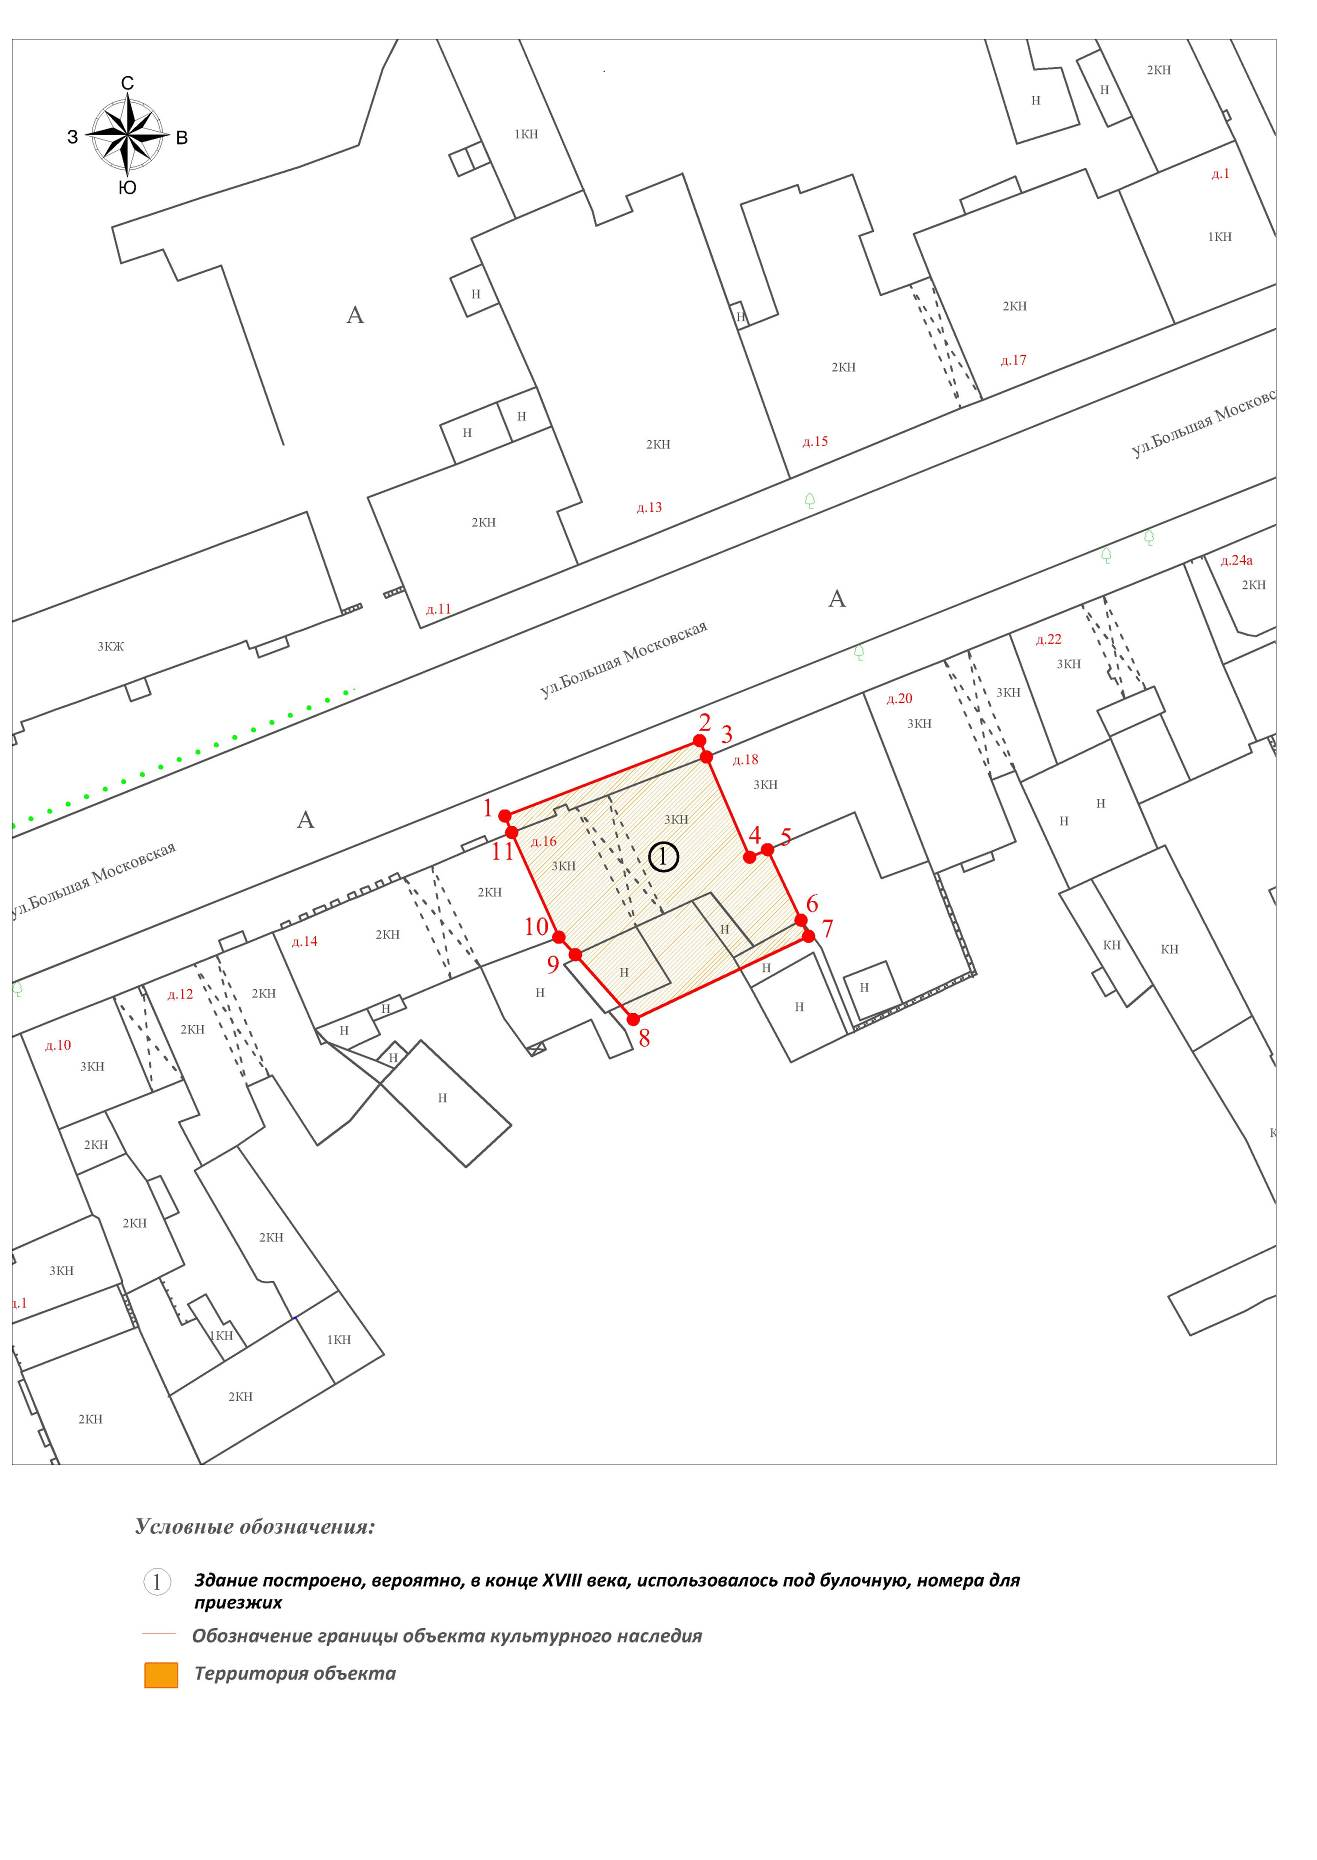 С
З
В
Ю
1КН
Н
Н
2КН
д.1
1КН
А
Н
Н
2КН
2КН
д.17
ул.Большая Московс
Н
Н
2КН
2КН
д.15
д.13
д.11
3КЖ
ул.Большая Московская
А
д.24а
2КН
д.22
3КН
3КН
д.20
3КН
2
3
д.18
3КН
1
11
д.16
3КН
3КН
1
4
5
А
ул.Большая Московская
2КН
6
7
10
9
8
Н
Н
Н
Н
Н
Н
Н
Н
КН
КН
д.14
2КН
Н
Н
Н
Н
2КН
д.12
2КН
д.10
3КН
2КН
2КН
2КН
3КН
д.1
1КН
1КН
2КН
2КН
Условные обозначения:
1 Здание построено, вероятно, в конце XVIII века, использовалось под булочную, номера для
приезжих
Обозначение границы объекта культурного наследия
Территория объекта